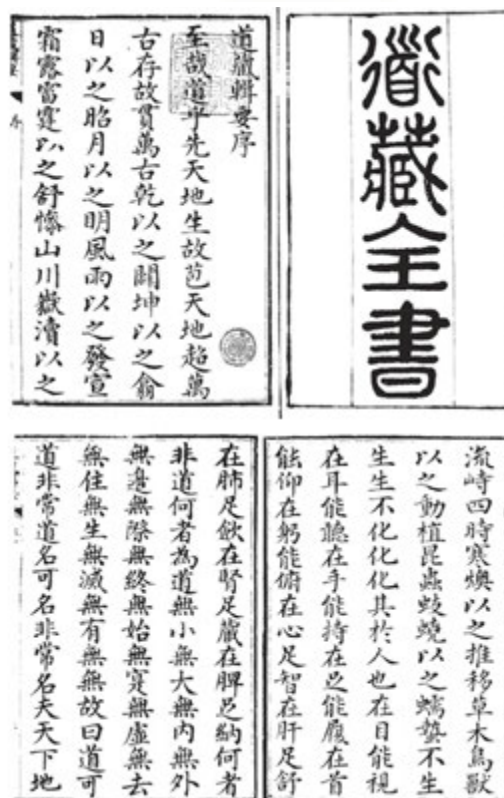 道藏全書
道藏輯要序
至哉道乎先天地生故苞天地超萬
古存故貫萬古乾以之闢坤以之翕
日以之昭月以之明風雨以之發宣
霜露雷霆以之舒慘山川嶽瀆以之
序
流峙四時寒燠以之推移草木鳥獸
以之動植昆蟲蚑蟯以之蠕蟄不生
生生不化化化其於人也在目能視
在耳能聽在手能持在足能履在首
能仰在躬能俯在心足智在肝足舒
在肺足飲在腎足藏在脾足納何者
非道何者為道無小無大無內無外
無邊無際無終無始無寔無虛無去
無住無生無滅無有無無故曰道可
道非常道名可名非常名夫天下地